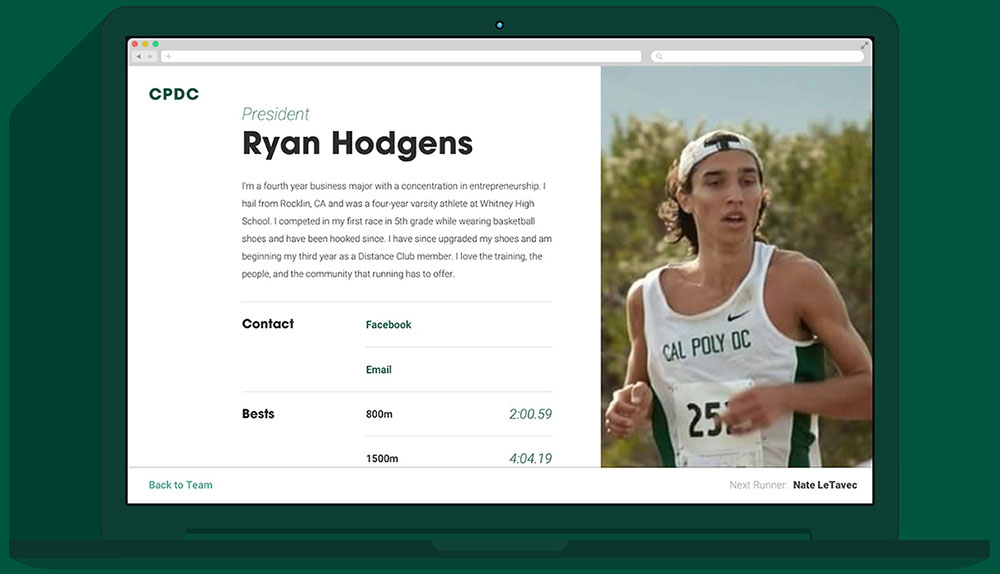 CPDC
President
Ryan Hodgens
I'm a fourth year business major with a concentration in entrepreneurship. I
hail from Rocklin, CA and was a four-year varsity athlete at Whitney High
School. I competed in my first race in 5th grade while wearing basketball
shoes and have been hooked since. I have since upgraded my shoes and am
beginning my third year as a Distance Club member. I love the training, the
people, and the community that running has to offer.
Contact
Facebook
Email
Bests
800m 2:00.59
1500m 4:04.19
CAL POLY DC
Back to Team
Next Runner: Nate LeTavec